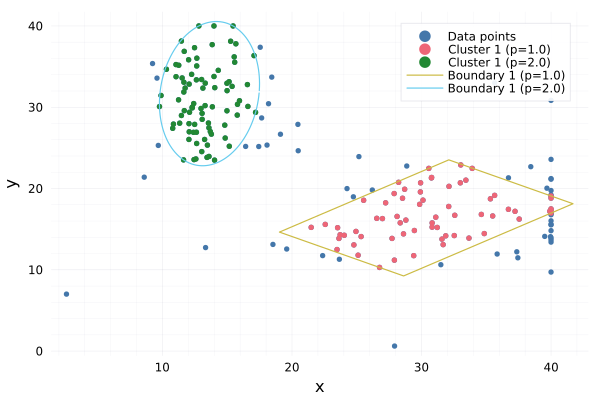 40
30
20
10
0
10
20
30
40
x
y
Data points
Cluster 1 (p=1.0)
Cluster 1 (p=2.0)
Boundary 1 (p=1.0)
Boundary 1 (p=2.0)